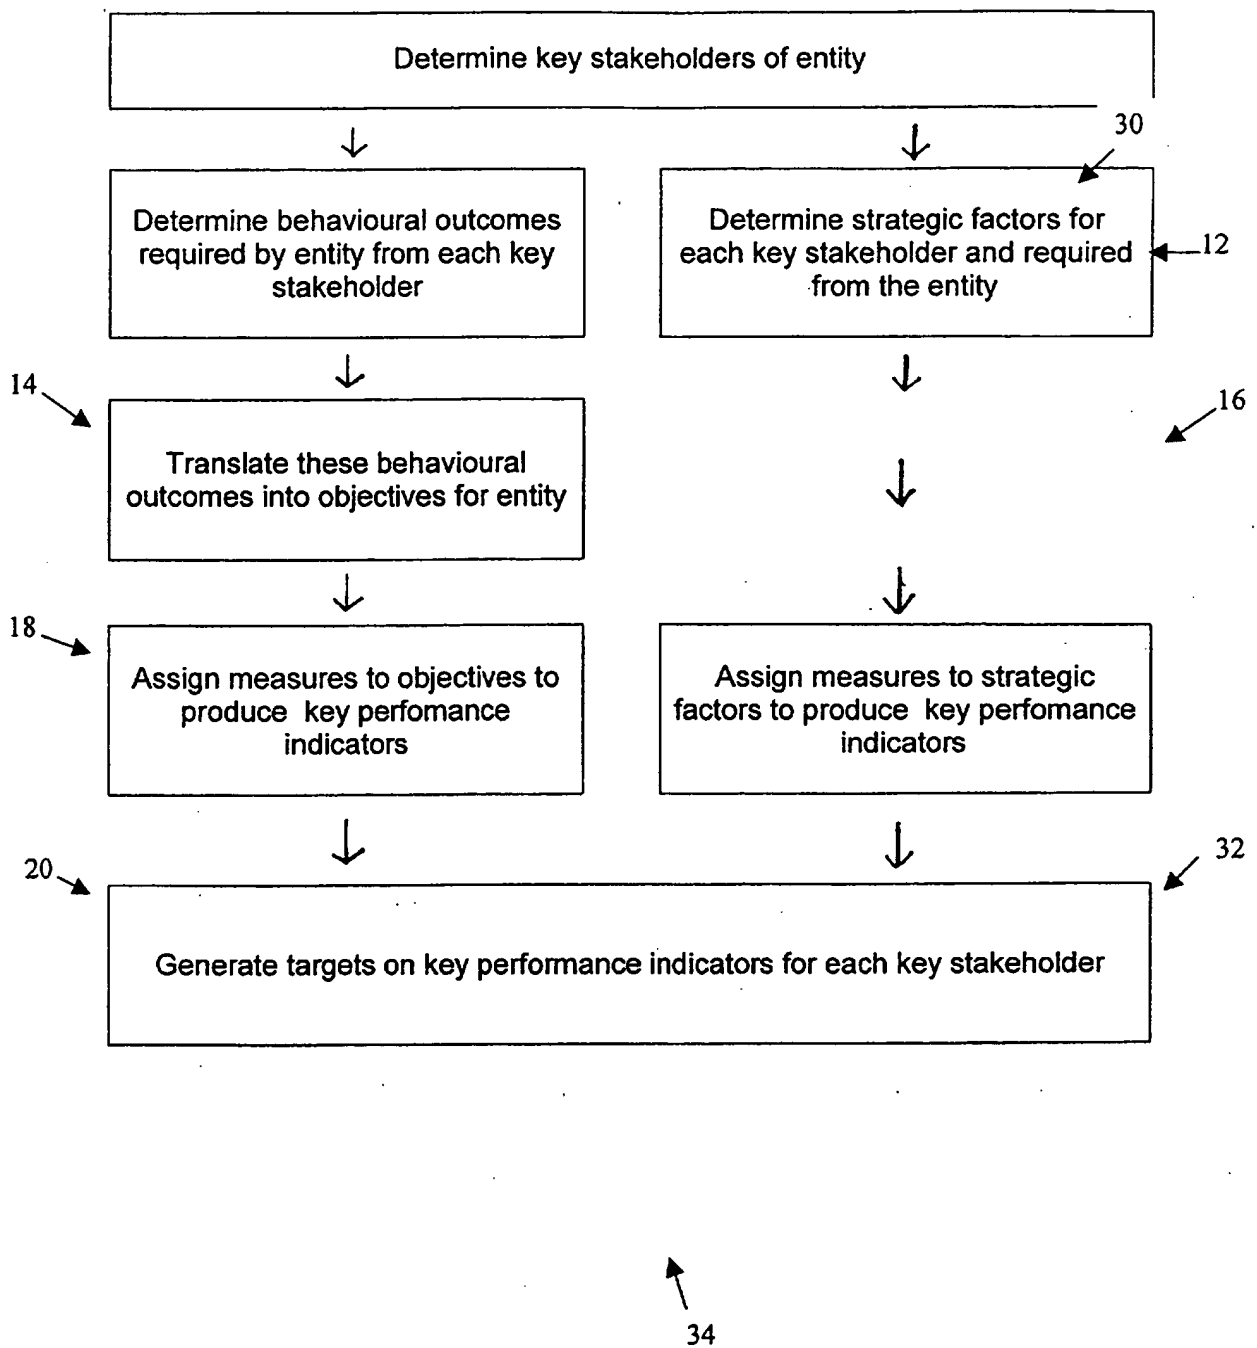 Determine key stakeholders of entity
30
Determine behavioural outcomes
required by entity from each key
stakeholder
Determine strategic factors for
each key stakeholder and required
from the entity
12
14
16
Translate these behavioural
outcomes into objectives for entity
18
Assign measures to objectives to
produce key perfomance
indicators
Assign measures to strategic
factors to produce key perfomance
indicators
20
32
Generate targets on key performance indicators for each key stakeholder
34